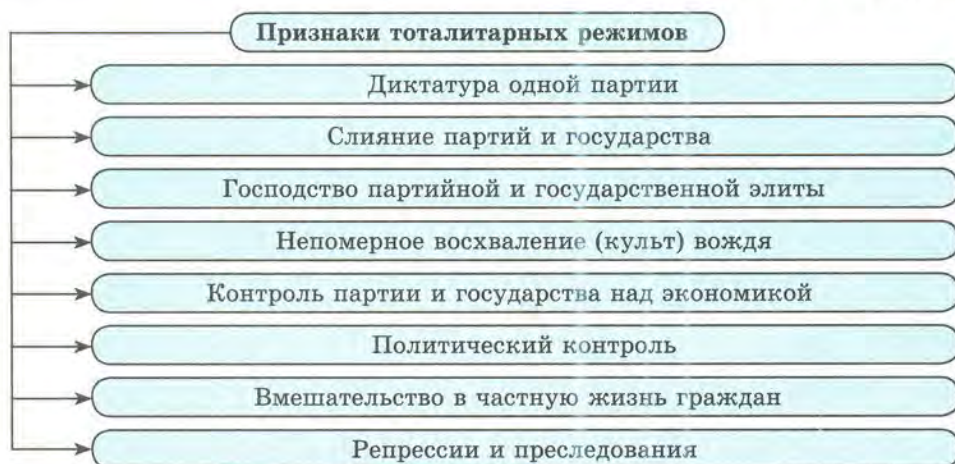 Признаки тоталитарных режимов
Диктатура одной партии
Слияние партий и государства
Господство партийной и государственной элиты
Непомерное восхваление (культ) вождя
Контроль партии и государства над экономикой
Политический контроль
Вмешательство в частную жизнь граждан
Репрессии и преследования